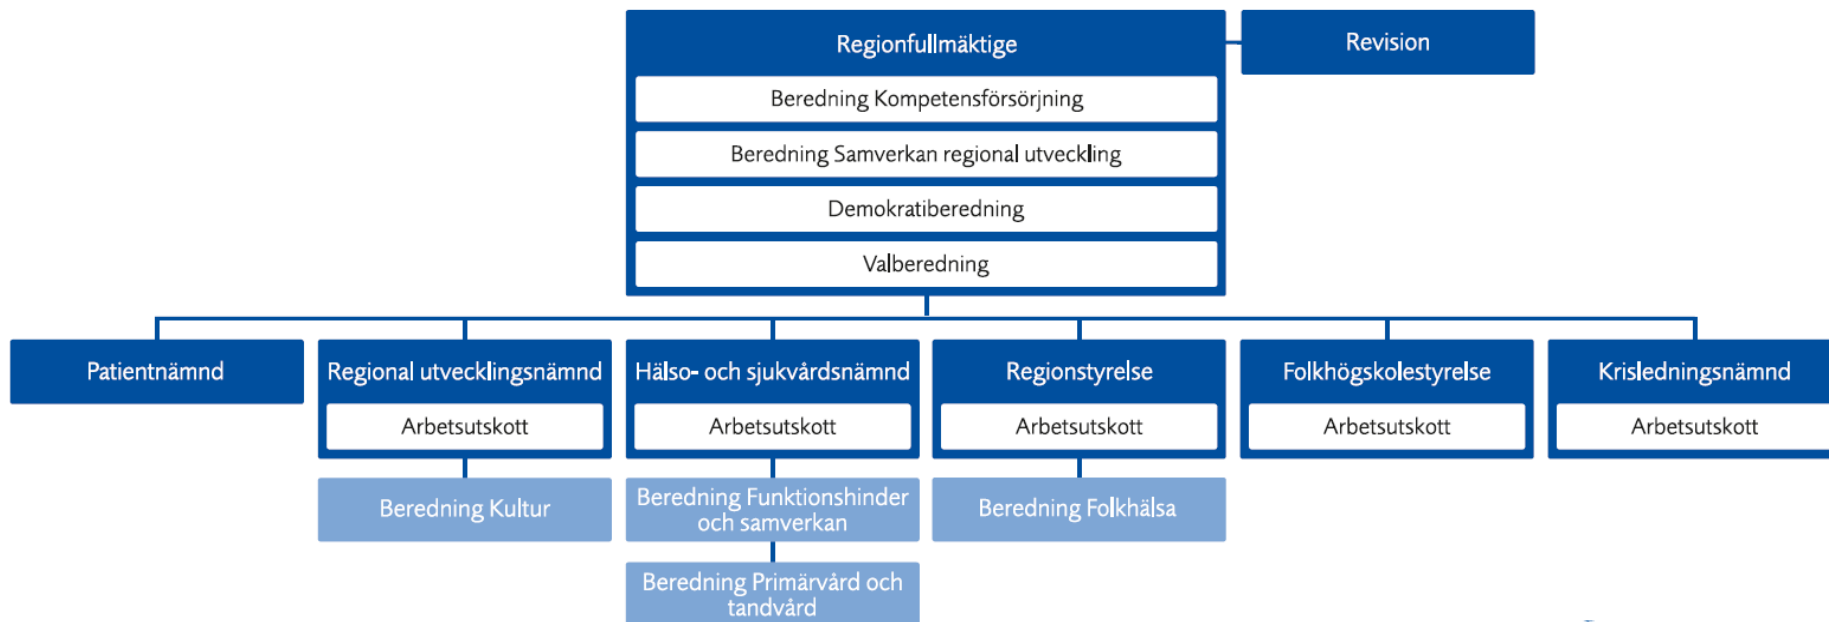 Regionfullmäktige
Revision
Beredning Kompetensförsörjning
Beredning Samverkan regional utveckling
Demokratiberedning
Valberedning
Patientnämnd
Regional utvecklingsnämnd
Arbetsutskott
Beredning Kultur
Hälso- och sjukvårdsnämnd
Arbetsutskott
Beredning Funktionshinder
och samverkan
Beredning Primärvård och
tandvård
Regionstyrelse
Arbetsutskott
Beredning Folkhälsa
Folkhögskolestyrelse
Arbetsutskott
Krisledningsnämnd
Arbetsutskott